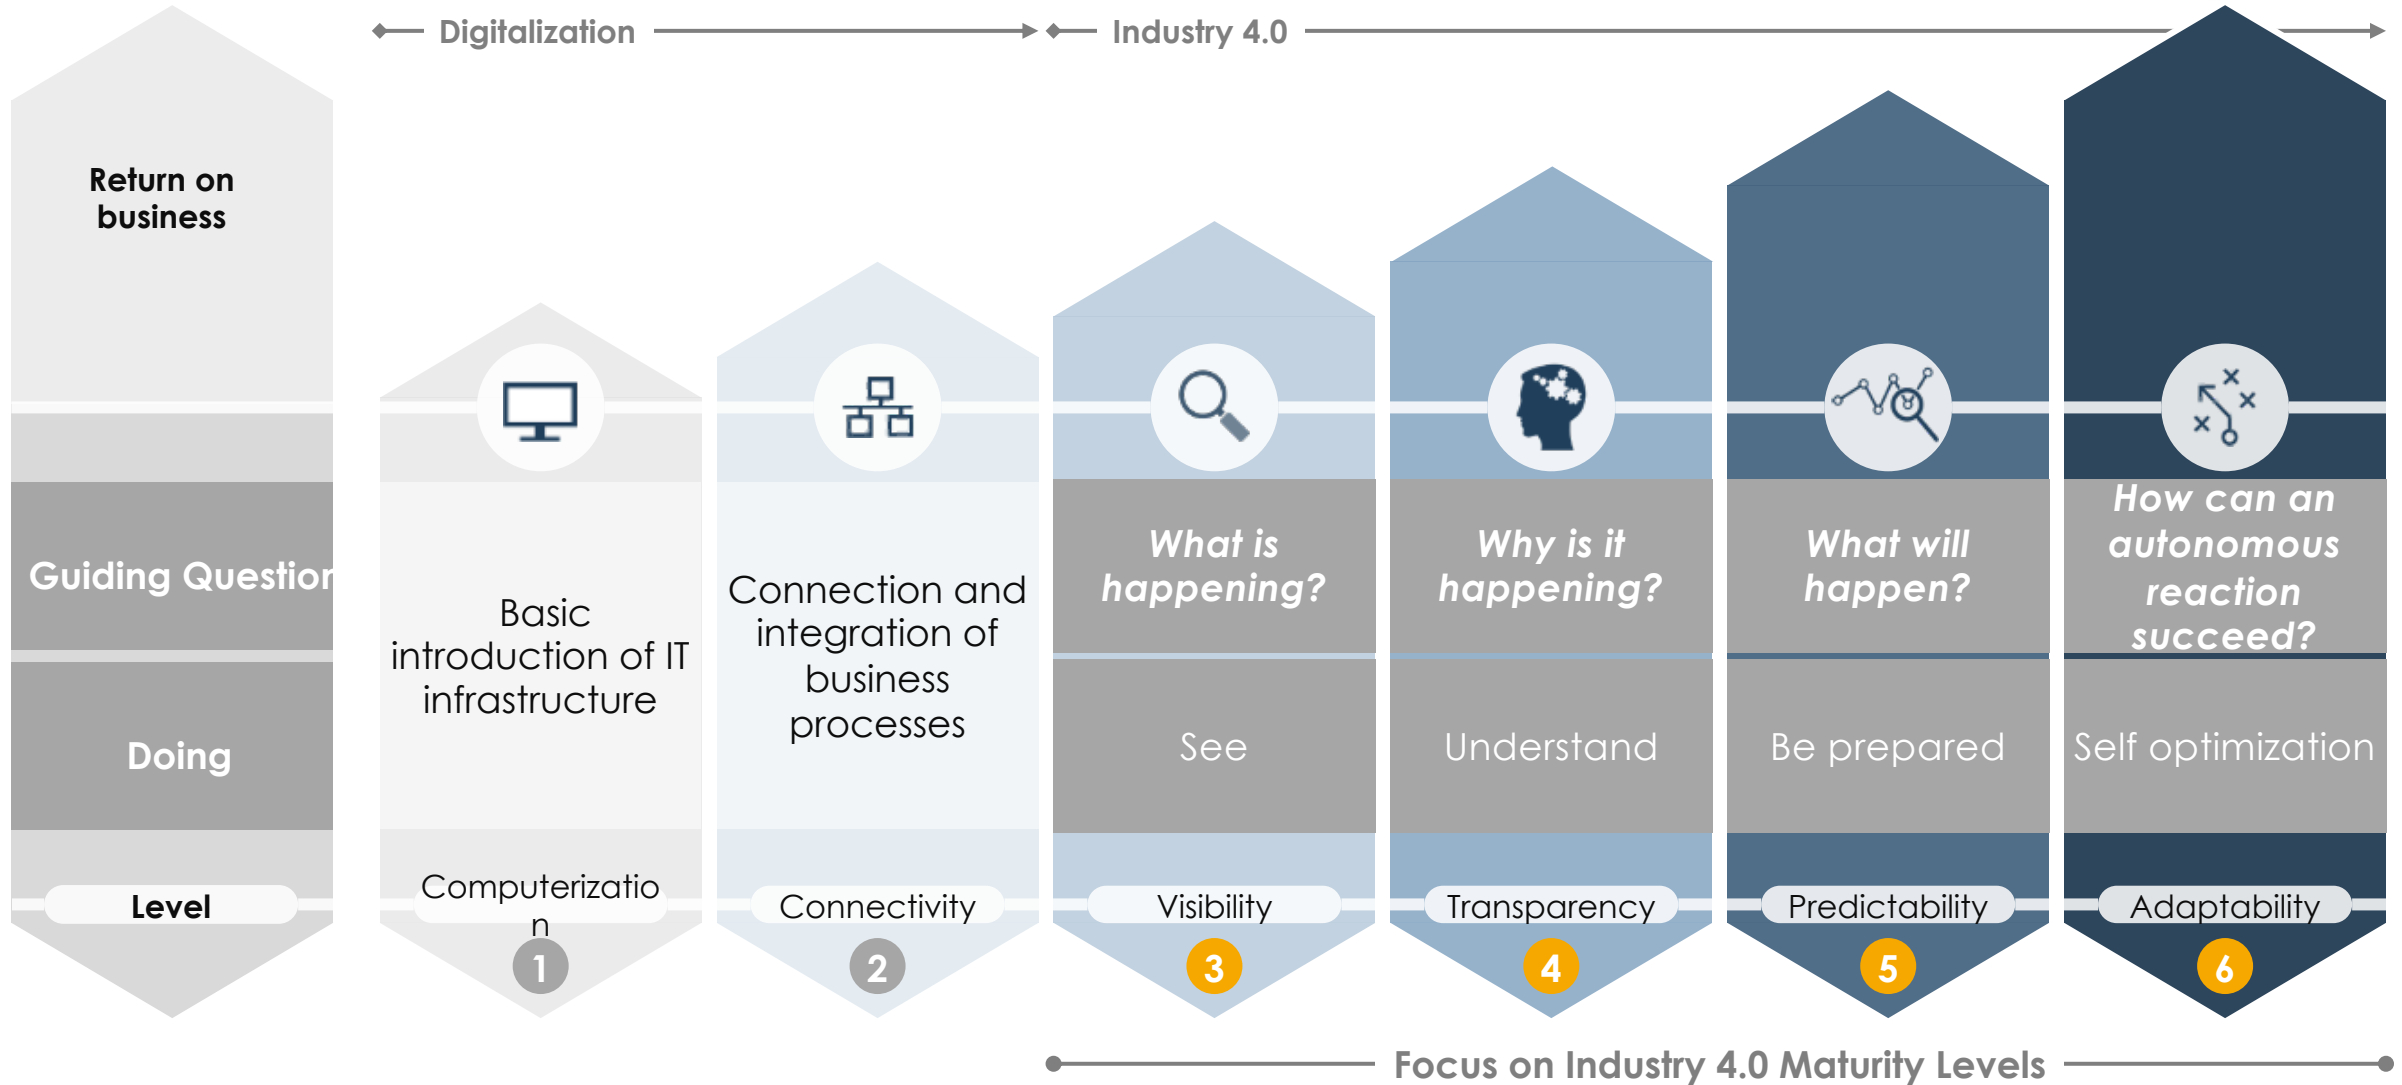 Digitalization
Industry 4.0
Return on
business
Guiding Question
Doing
Level
Basic
introduction of IT
infrastructure
Computerizatio
n
1
Connection and
integration of
business
processes
Connectivity
2
What is
happening?
See
Visibility
3
Why is it
happening?
Understand
Transparency
4
What will
happen?
Be prepared
Predictability
5
How can an
autonomous
reaction
succeed?
Self optimization
Adaptability
6
Focus on Industry 4.0 Maturity Levels